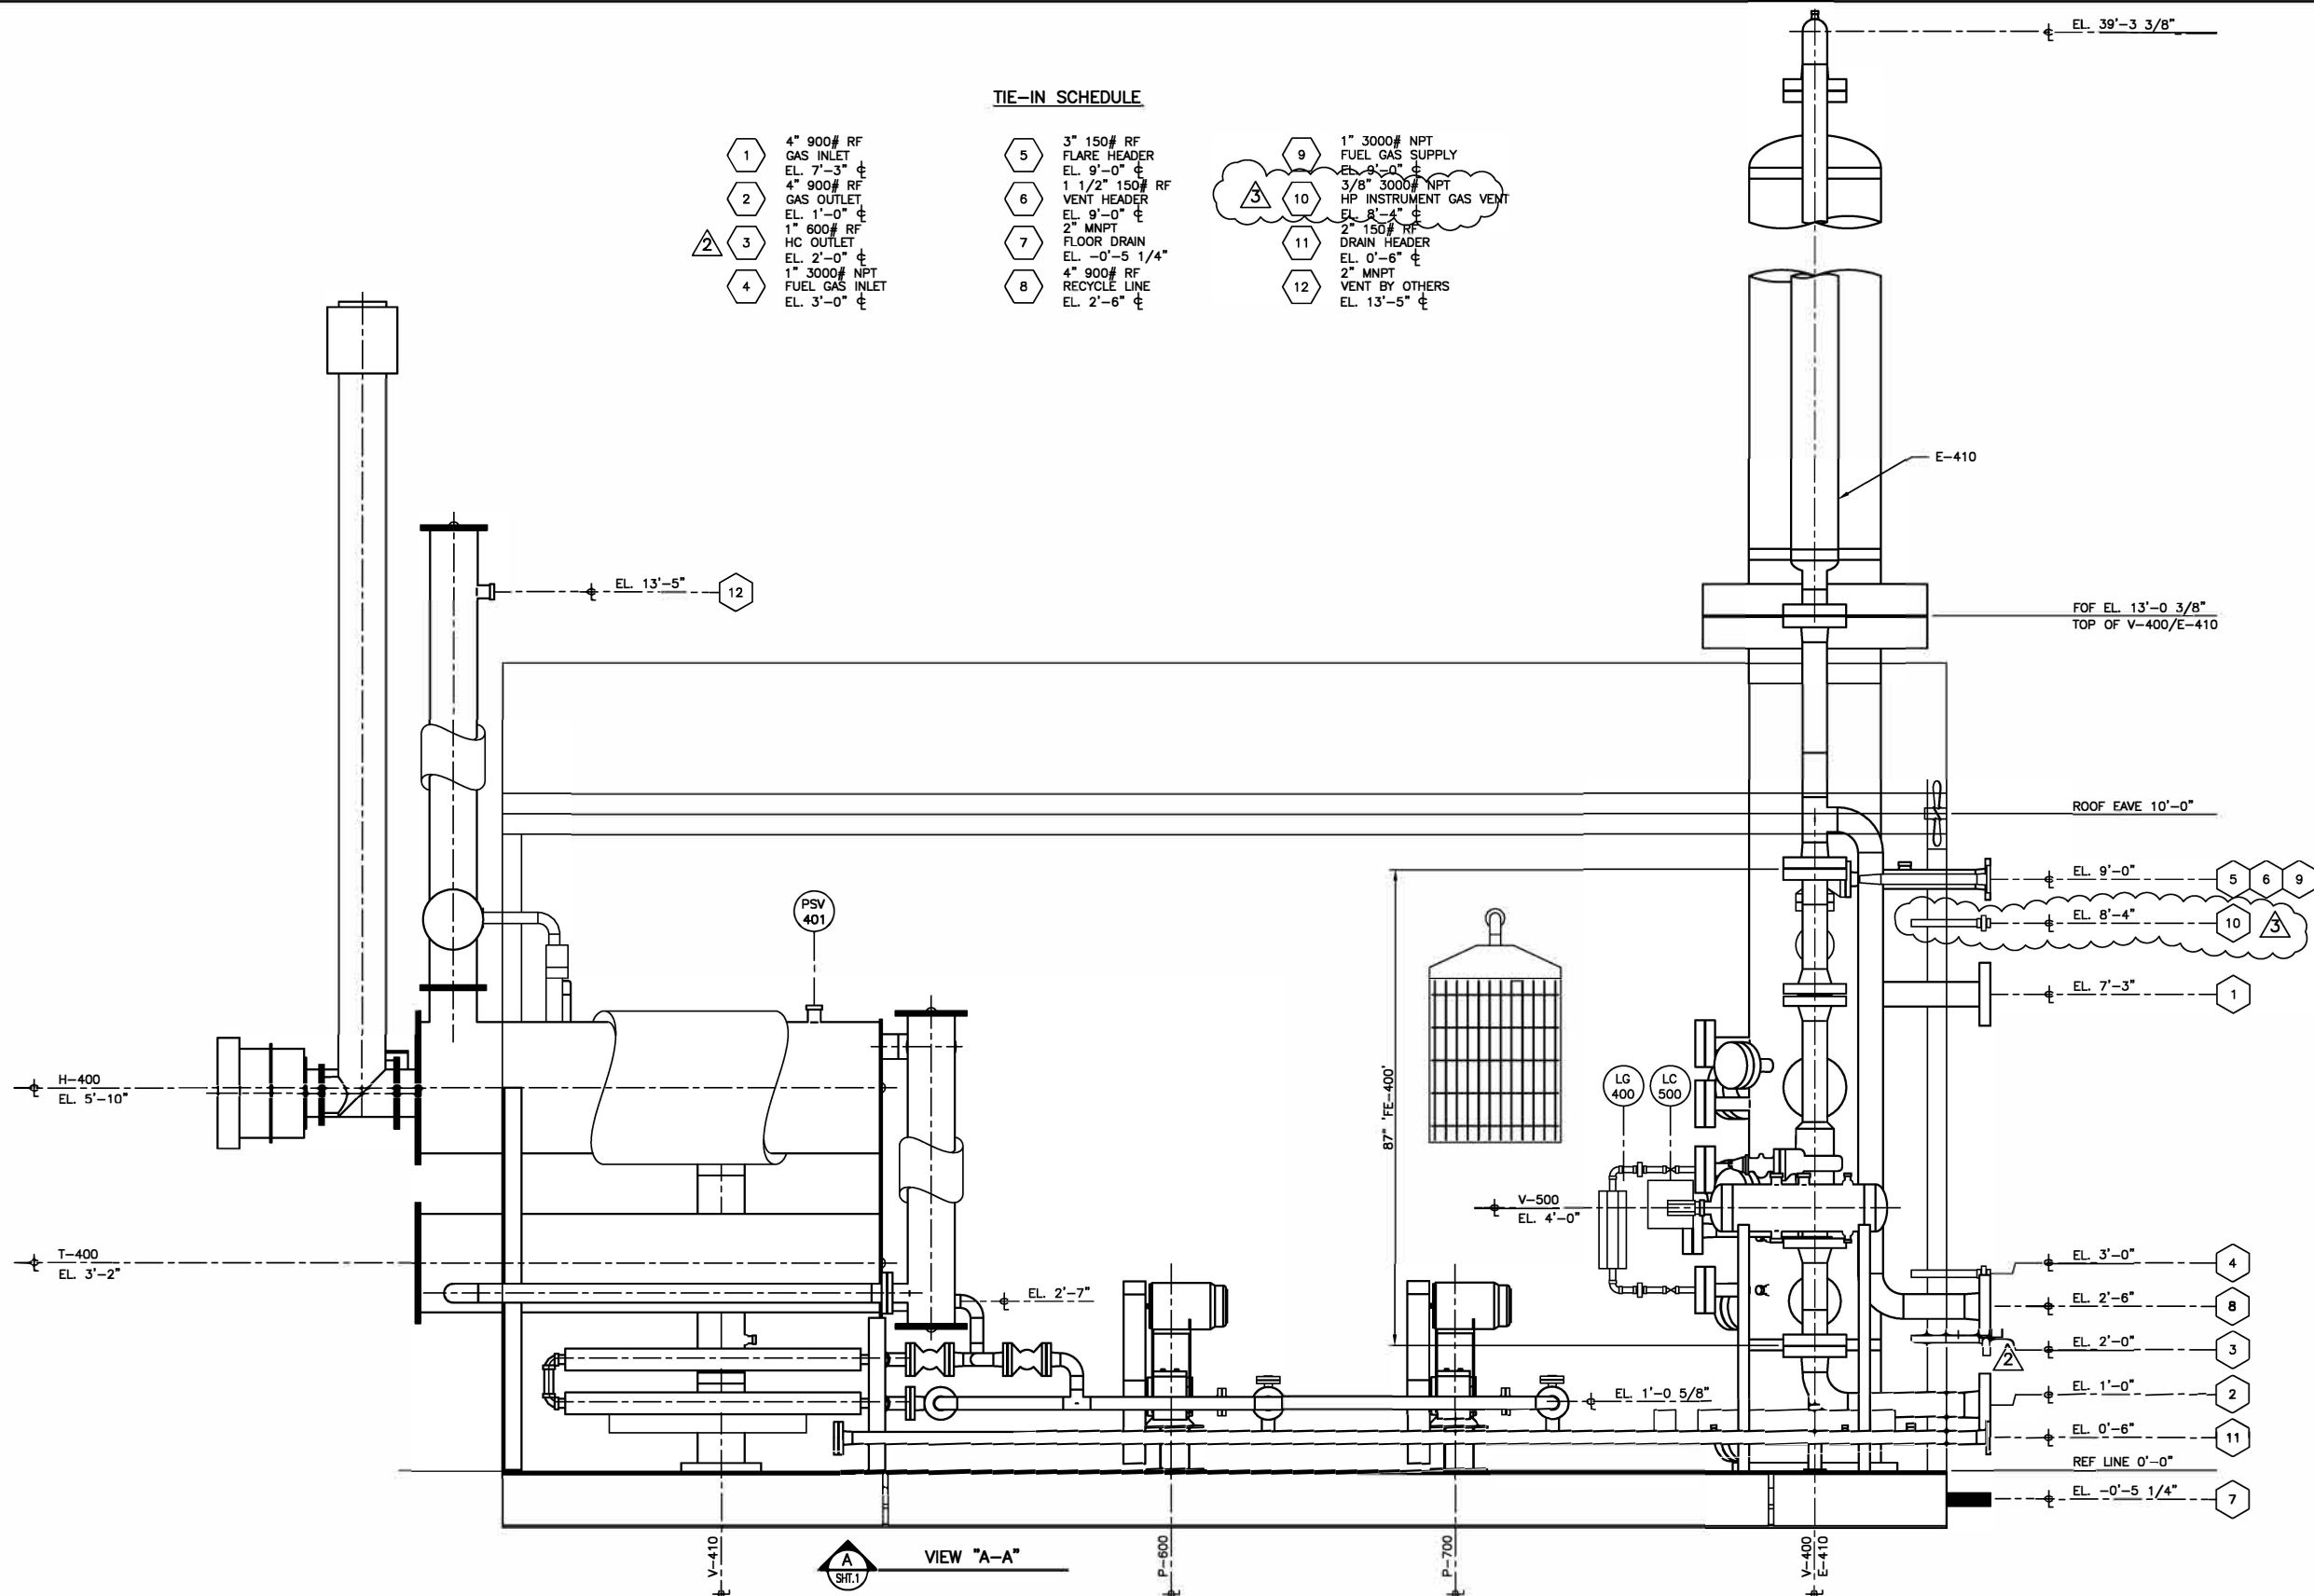 EL. 39'-3 3/8"
TIE-IN SCHEDULE
1
4" 900# RF
GAS INLET
EL. 7'-3" ℄
2
4" 900# RF
GAS OUTLET
EL. 1'-0" ℄
2
3
1" 600# RF
HC OUTLET
EL. 2'-0" ℄
4
1" 3000# NPT
FUEL GAS INLET
EL. 3'-0" ℄
5
3" 150# RF
FLARE HEADER
EL. 9'-0" ℄
6
1 1/2" 150# RF
VENT HEADER
EL. 9'-0" ℄
7
2" MNPT
FLOOR DRAIN
EL. -0'-5 1/4"
8
4" 900# RF
RECYCLE LINE
EL. 2'-6" ℄
9
1" 3000# NPT
FUEL GAS SUPPLY
EL. 9'-0" ℄
3
10
3/8" 3000# NPT
HP INSTRUMENT GAS VENT
EL. 8'-4" ℄
11
2" 150# RF
DRAIN HEADER
EL. 0'-6" ℄
12
2" MNPT
VENT BY OTHERS
EL. 13'-5" ℄
E-410
EL. 13'-5"
12
FOF EL. 13'-0 3/8"
TOP OF V-400/E-410
ROOF EAVE 10'-0"
EL. 9'-0"
5 6 9
PSV
401
EL. 8'-4"
10
3
EL. 7'-3"
1
H-400
EL. 5'-10"
87" 'FE-400'
LG
400
LC
500
V-500
EL. 4'-0"
T-400
EL. 3'-2"
EL. 3'-0"
4
EL. 2'-7"
EL. 2'-6"
8
EL. 2'-0"
3
2
EL. 1'-0 5/8"
EL. 1'-0"
2
EL. 0'-6"
11
REF LINE 0'-0"
EL. -0'-5 1/4"
7
V-410
P-600
P-700
V-400
E-410
A
SHT.1
VIEW "A-A"